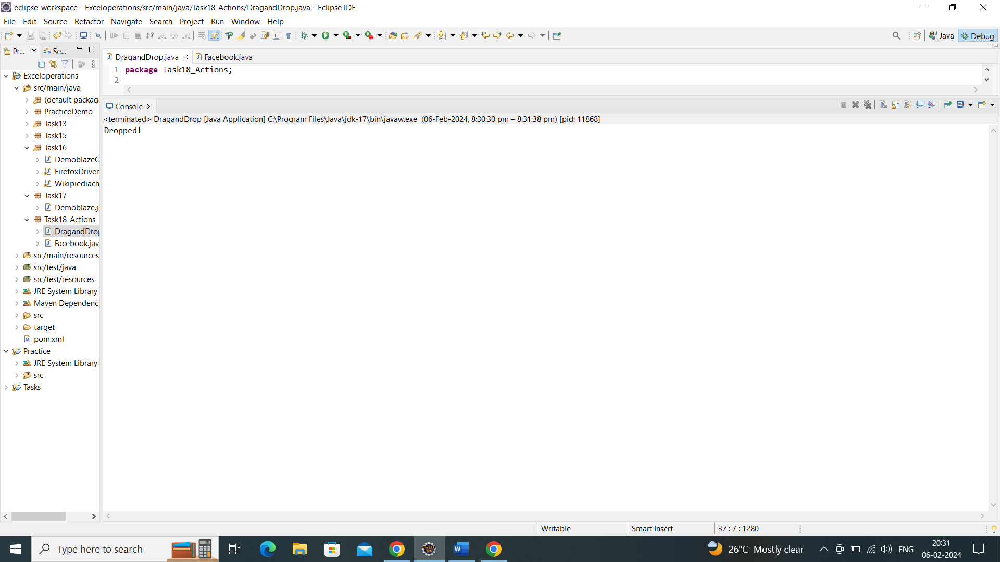 eclipse-workspace - Exceloperations/src/main/java/Task18_Actions/DragandDrop.java - Eclipse IDE
File Edit Source Refactor Navigate Search Project Run Window Help
Java Debug
Pr... Se...
DragandDrop.java Facebook.java
1 package Task18_Actions;
2
Exceloperations
src/main/java
(default package
PracticeDemo
Task13
Task15
Task16
DemoblazeC
FirefoxDriver
Wikipiediach
Task17
Demoblaze.ja
Task18_Actions
DragandDrop
Facebook.jav
src/main/resources
src/test/java
src/test/resources
JRE System Library
Maven Dependenci
src
target
pom.xml
Practice
JRE System Library
src
Tasks
Console
<terminated> DragandDrop [Java Application] C:\Program Files\Java\jdk-17\bin\javaw.exe (06-Feb-2024, 8:30:30 pm – 8:31:38 pm) [pid: 11868]
Dropped!
Writable Smart Insert 37 : 7 : 1280
Type here to search
26°C Mostly clear
ENG
20:31
06-02-2024